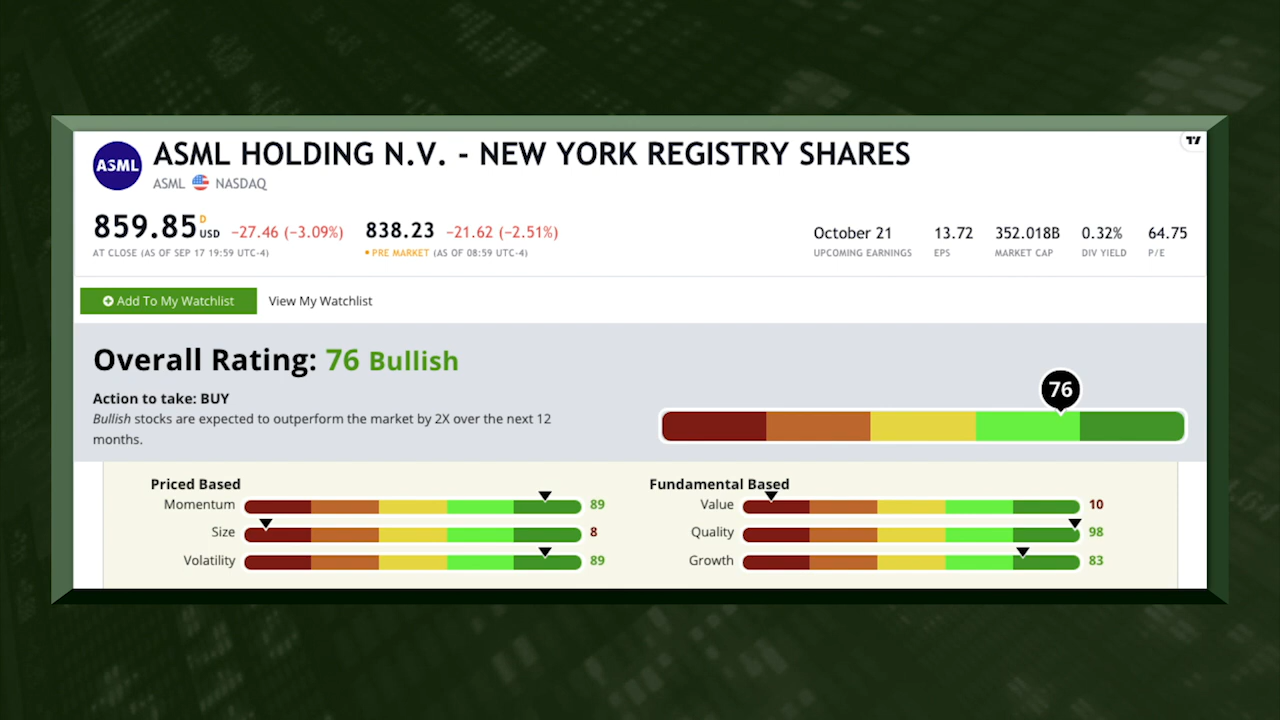 ASML
ASML HOLDING N.V. - NEW YORK REGISTRY SHARES
ASML NASDAQ
859.85 D USD −27.46 (−3.09%) 838.23 −21.62 (−2.51%)
AT CLOSE (AS OF SEP 17 19:59 UTC-4) • PRE MARKET (AS OF 08:59 UTC-4)
October 21 13.72 352.018B 0.32% 64.75
UPCOMING EARNINGS EPS MARKET CAP DIV YIELD P/E
Add To My Watchlist View My Watchlist
Overall Rating: 76 Bullish
Action to take: BUY
Bullish stocks are expected to outperform the market by 2X over the next 12
months.
76
Priced Based
Momentum 89
Size 8
Volatility 89
Fundamental Based
Value 10
Quality 98
Growth 83